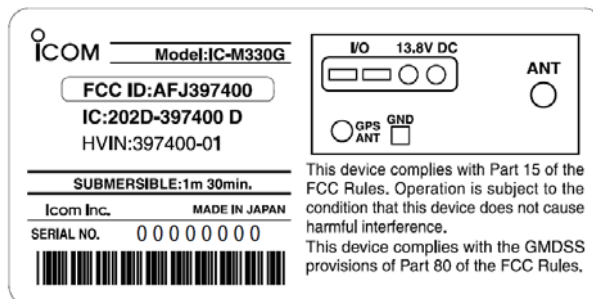 ICOM Model:IC-M330G
FCC ID:AFJ397400
IC:202D-397400 D
HVIN:397400-01
SUBMERSIBLE:1m 30min.
Icom Inc. MADE IN JAPAN
SERIAL NO. 00000000
I/O 13.8V DC
ANT
GPS ANT
GND
This device complies with Part 15 of the
FCC Rules. Operation is subject to the
condition that this device does not cause
harmful interference.
This device complies with the GMDSS
provisions of Part 80 of the FCC Rules.